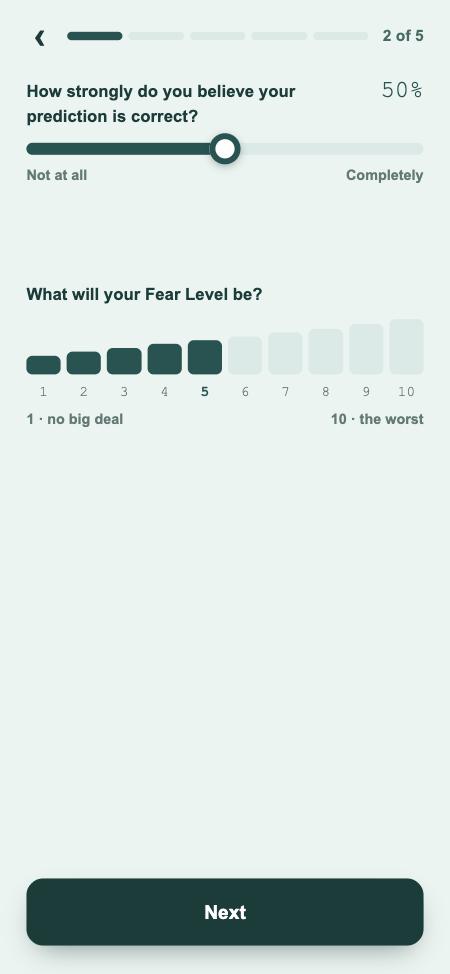 ‹ 2 of 5
How strongly do you believe your 50%
prediction is correct?
Not at all Completely
What will your Fear Level be?
1 2 3 4 5 6 7 8 9 10
1 · no big deal 10 · the worst
Next